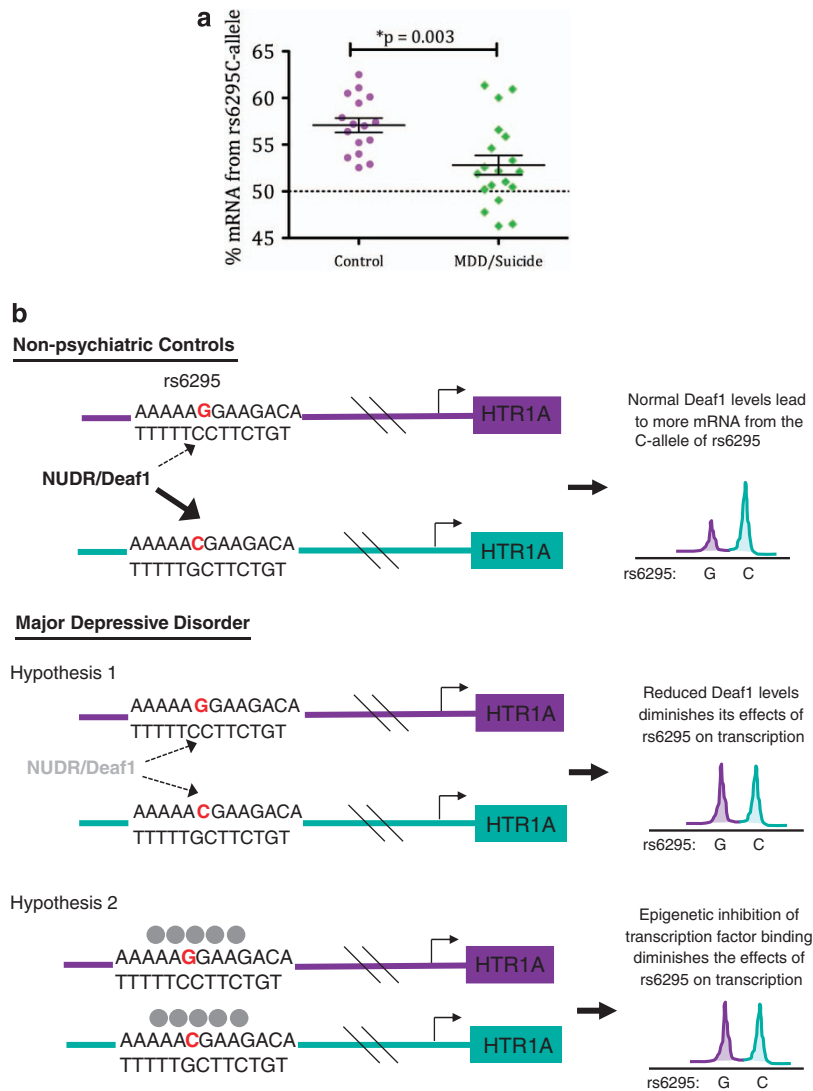 a
*p = 0.003
% mRNA from rs6295C-allele
65
60
55
50
45
Control
MDD/Suicide
b
Non-psychiatric Controls
rs6295
AAAAAGGAAGACA
TTTTTCCTTCTGT
HTR1A
NUDR/Deaf1
AAAAACGAAGACA
TTTTTGCTTCTGT
HTR1A
Normal Deaf1 levels lead
to more mRNA from the
C-allele of rs6295
rs6295: G C
Major Depressive Disorder
Hypothesis 1
AAAAAGGAAGACA
TTTTTCCTTCTGT
HTR1A
NUDR/Deaf1
AAAAACGAAGACA
TTTTTGCTTCTGT
HTR1A
Reduced Deaf1 levels
diminishes its effects of
rs6295 on transcription
rs6295: G C
Hypothesis 2
AAAAAGGAAGACA
TTTTTCCTTCTGT
HTR1A
AAAAACGAAGACA
TTTTTGCTTCTGT
HTR1A
Epigenetic inhibition of
transcription factor binding
diminishes the effects of
rs6295 on transcription
rs6295: G C